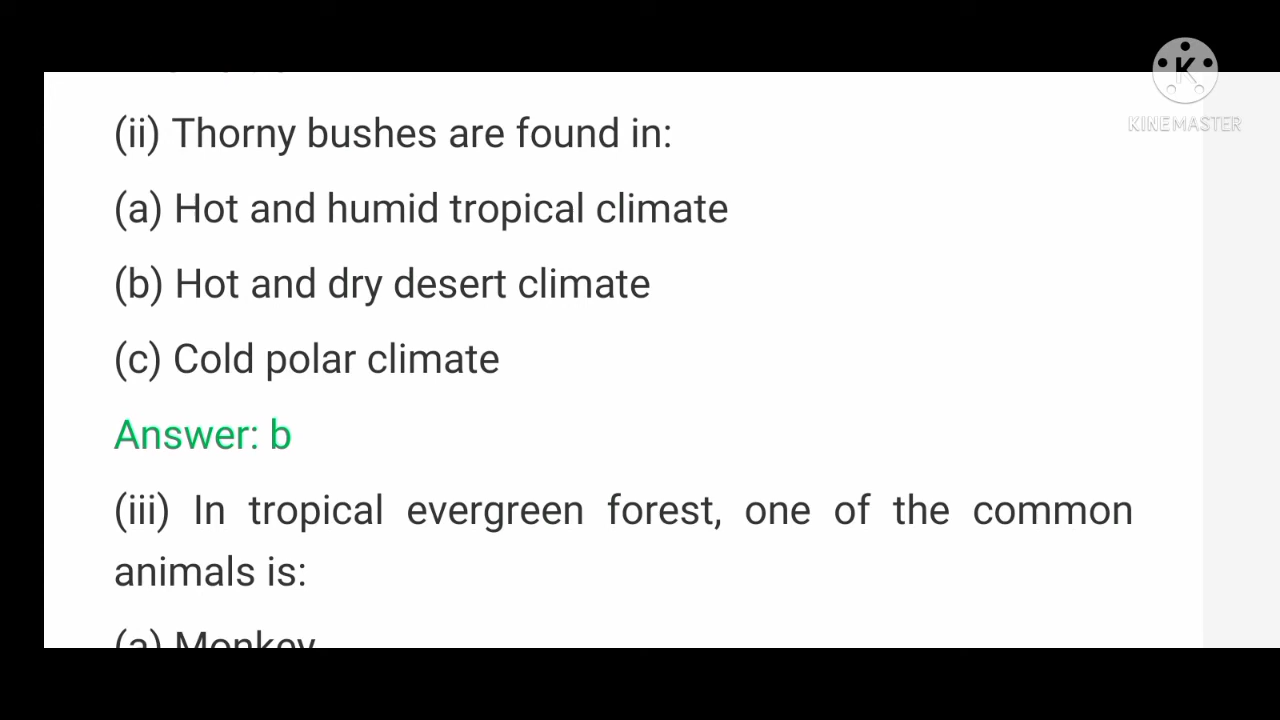 KINEMASTER
(ii) Thorny bushes are found in:
(a) Hot and humid tropical climate
(b) Hot and dry desert climate
(c) Cold polar climate
Answer: b
(iii) In tropical evergreen forest, one of the common
animals is:
(a) Monkey